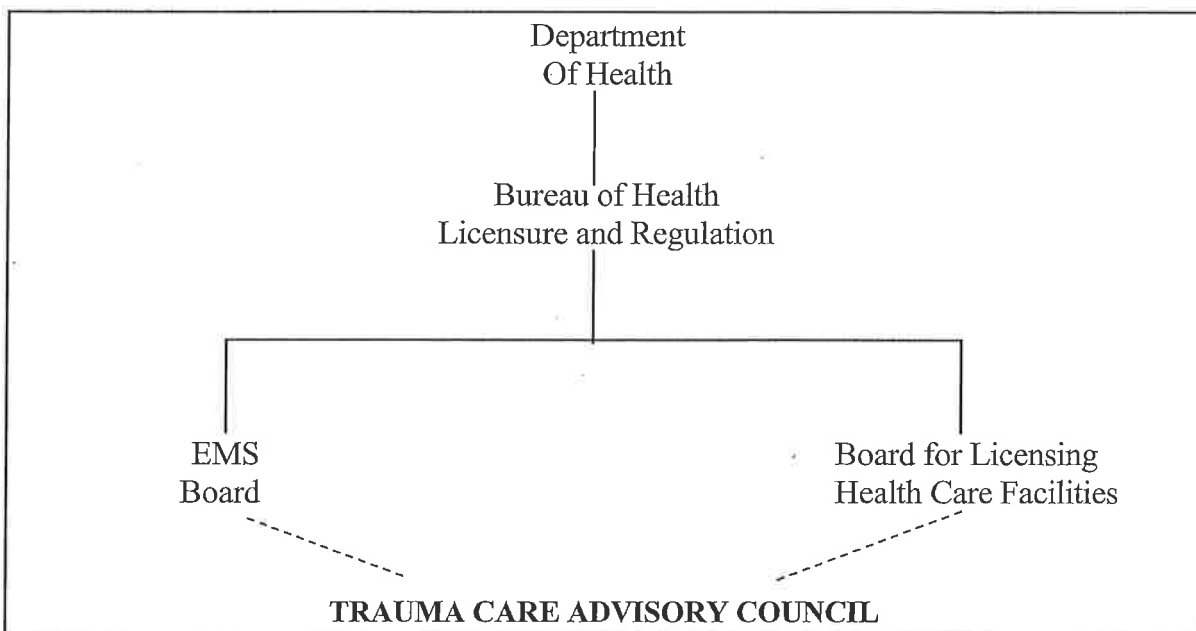 Department
Of Health
Bureau of Health
Licensure and Regulation
EMS
Board
Board for Licensing
Health Care Facilities
TRAUMA CARE ADVISORY COUNCIL